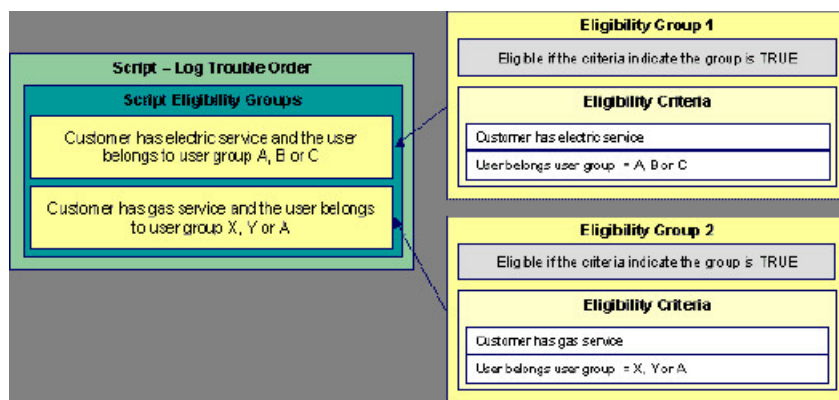 Script – Log Trouble Order
Script Eligibility Groups
Customer has electric service and the user
belongs to user group A, B or C
Customer has gas service and the user belongs
to user group X, Y or A
Eligibility Group 1
Eligible if the criteria indicate the group is TRUE
Eligibility Criteria
Customer has electric service
User belongs user group = A, B or C
Eligibility Group 2
Eligible if the criteria indicate the group is TRUE
Eligibility Criteria
Customer has gas service
User belongs user group = X, Y or A